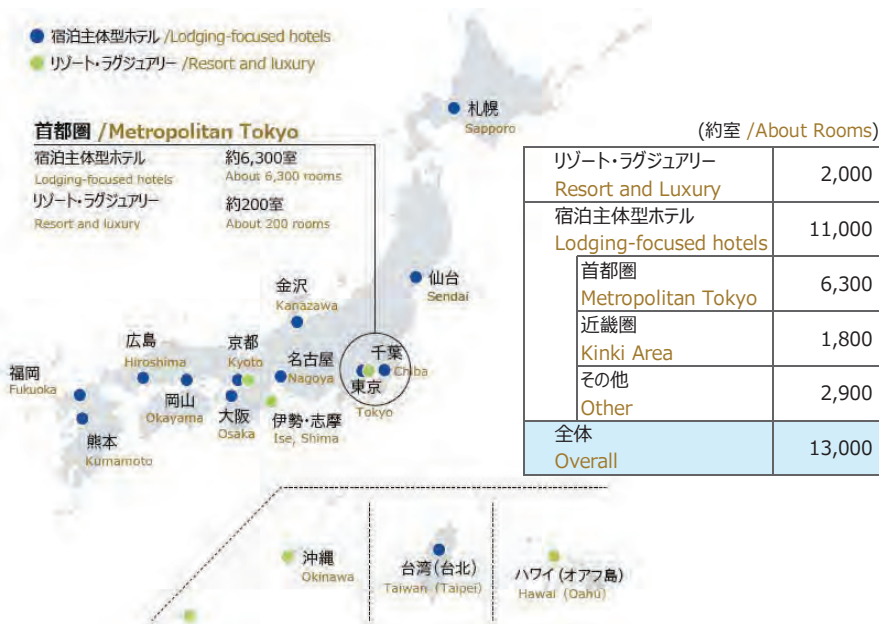 宿泊主体型ホテル /Lodging-focused hotels
リゾート・ラグジュアリー /Resort and luxury
首都圏 /Metropolitan Tokyo
宿泊主体型ホテル 約6,300室
Lodging-focused hotels About 6,300 rooms
リゾート・ラグジュアリー 約200室
Resort and luxury About 200 rooms
札幌
Sapporo
仙台
Sendai
金沢
Kanazawa
広島
Hiroshima
京都
Kyoto
名古屋
Nagoya
千葉
Chiba
東京
Tokyo
福岡
Fukuoka
岡山
Okayama
大阪
Osaka
伊勢・志摩
Ise, Shima
熊本
Kumamoto
沖縄
Okinawa
台湾(台北)
Taiwan (Taipei)
ハワイ(オアフ島)
Hawai (Oahu)
(約室 /About Rooms)
リゾート・ラグジュアリー
Resort and Luxury 2,000
宿泊主体型ホテル
Lodging-focused hotels 11,000
首都圏
Metropolitan Tokyo 6,300
近畿圏
Kinki Area 1,800
その他
Other 2,900
全体
Overall 13,000